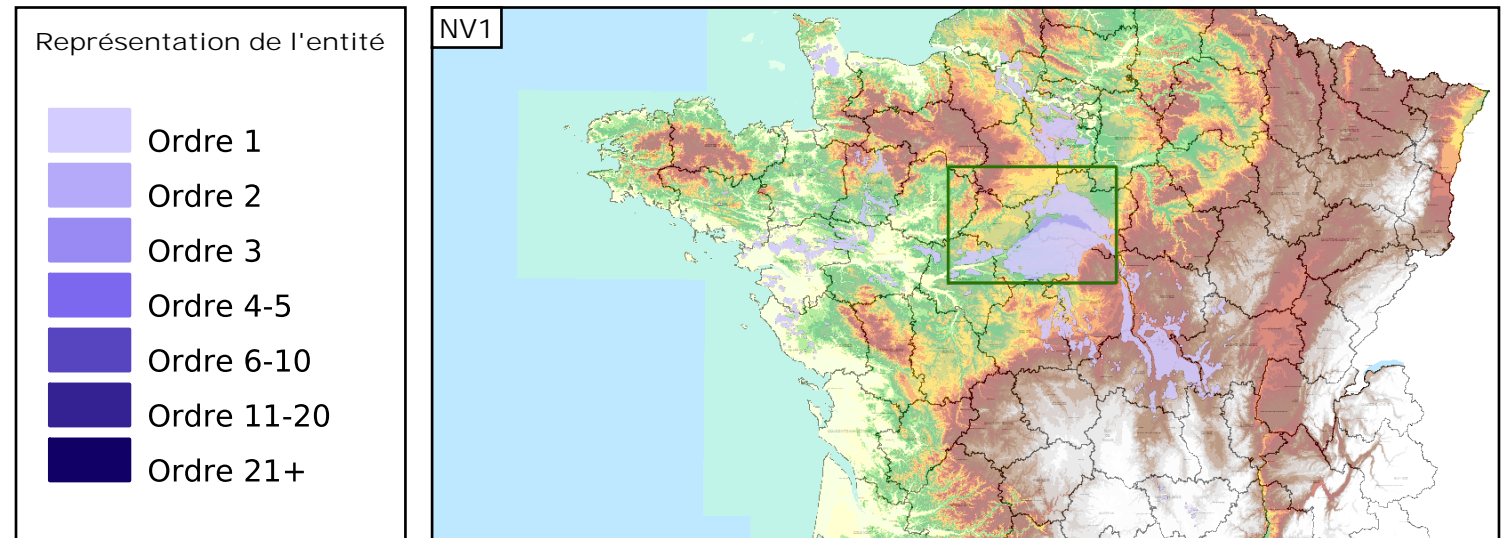 Représentation de l'entité
Ordre 1
Ordre 2
Ordre 3
Ordre 4-5
Ordre 6-10
Ordre 11-20
Ordre 21+
NV1